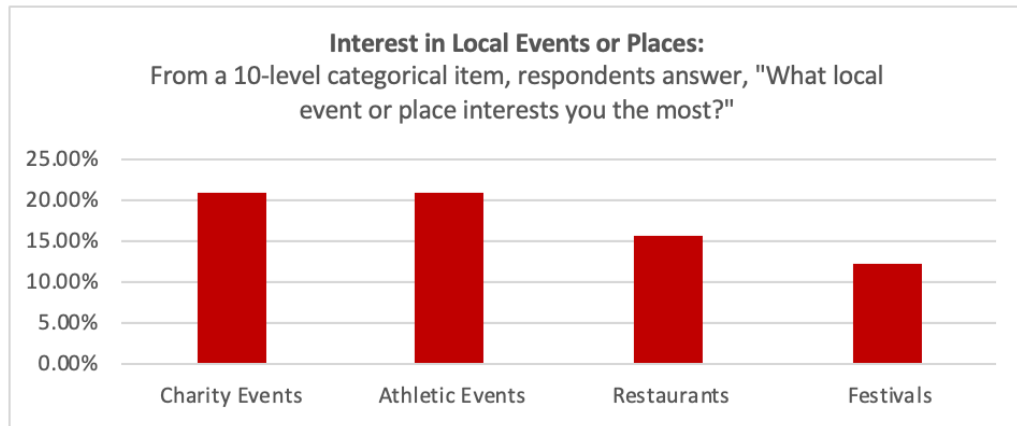 Interest in Local Events or Places:
From a 10-level categorical item, respondents answer, "What local
event or place interests you the most?"
25.00%
20.00%
15.00%
10.00%
5.00%
0.00%
Charity Events
Athletic Events
Restaurants
Festivals